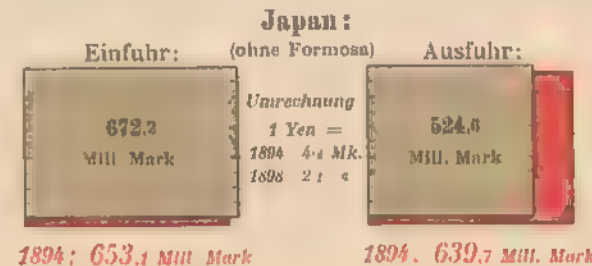 Japan:
(ohne Formosa)
Einfuhr:
Ausfuhr:
672,2
Mill Mark
Umrechnung
1 Yen =
1894 Mk.
1898
524,6
Mill. Mark
1894: 653,1 Mill Mark
1894. 639,7 Mill. Mark